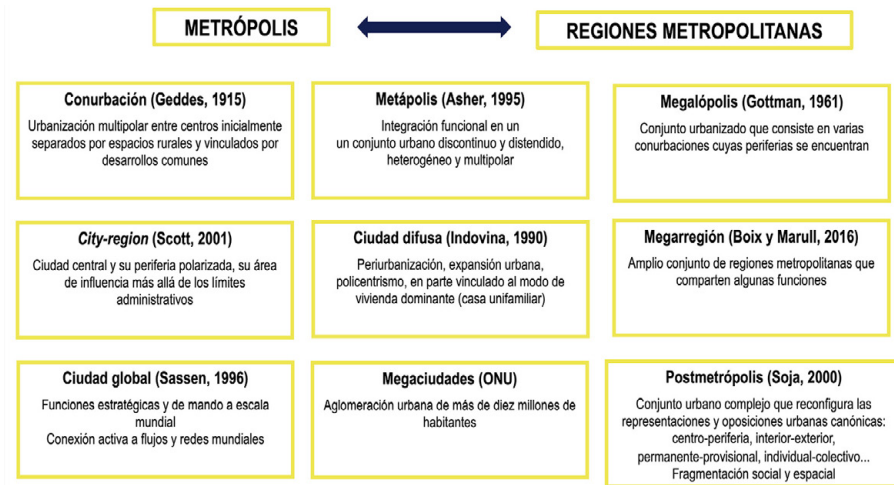 METRÓPOLIS
REGIONES METROPOLITANAS
Conurbación (Geddes, 1915)
Urbanización multipolar entre centros inicialmente
separados por espacios rurales y vinculados por
desarrollos comunes
Metápolis (Asher, 1995)
Integración funcional en un
un conjunto urbano discontinuo y distendido,
heterogéneo y multipolar
Megalópolis (Gottman, 1961)
Conjunto urbanizado que consiste en varias
conurbaciones cuyas periferias se encuentran
City-region (Scott, 2001)
Ciudad central y su periferia polarizada, su área
de influencia más allá de los límites
administrativos
Ciudad difusa (Indovina, 1990)
Periurbanización, expansión urbana,
policentrismo, en parte vinculado al modo de
vivienda dominante (casa unifamiliar)
Megarregión (Boix y Marull, 2016)
Amplio conjunto de regiones metropolitanas que
comparten algunas funciones
Ciudad global (Sassen, 1996)
Funciones estratégicas y de mando a escala
mundial
Conexión activa a flujos y redes mundiales
Megaciudades (ONU)
Aglomeración urbana de más de diez millones de
habitantes
Postmetrópolis (Soja, 2000)
Conjunto urbano complejo que reconfigura las
representaciones y oposiciones urbanas canónicas:
centro-periferia, interior-exterior,
permanente-provisional, individual-colectivo...
Fragmentación social y espacial